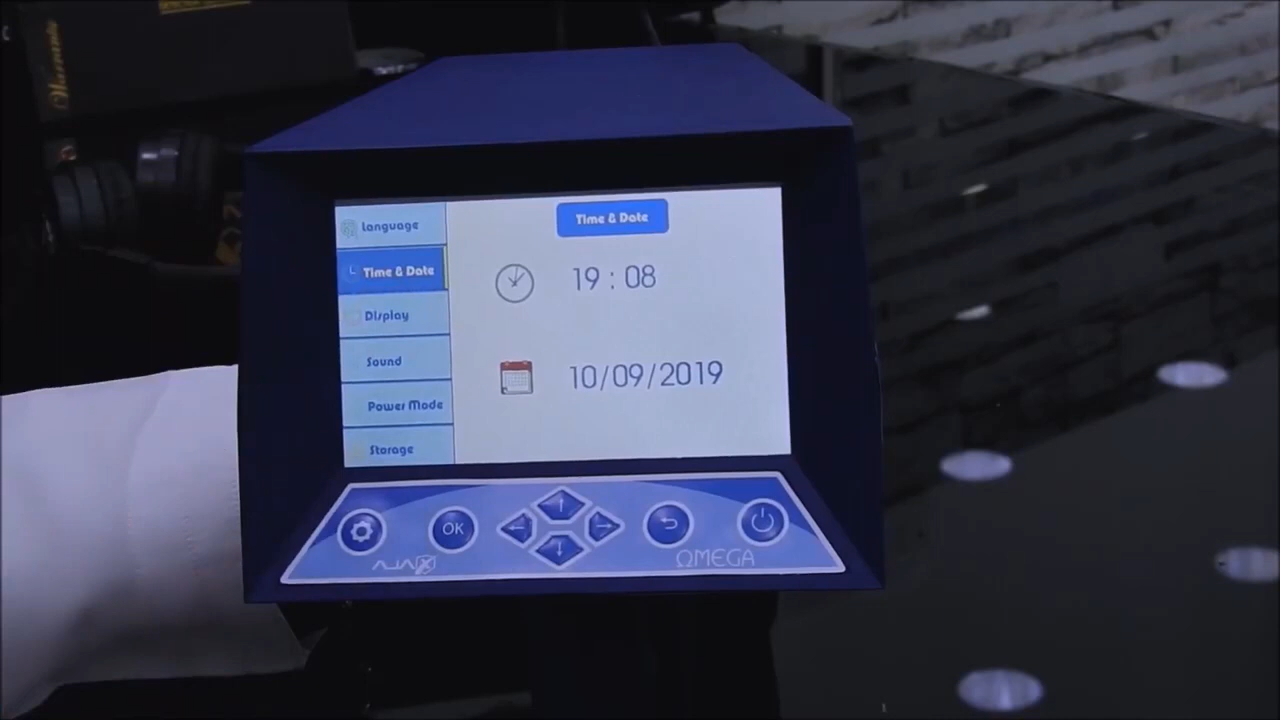 Language
Time & Date
Display
Sound
Power Mode
Storage
Time & Date
19 : 08
10/09/2019
OK
AJAX
ΩMEGA